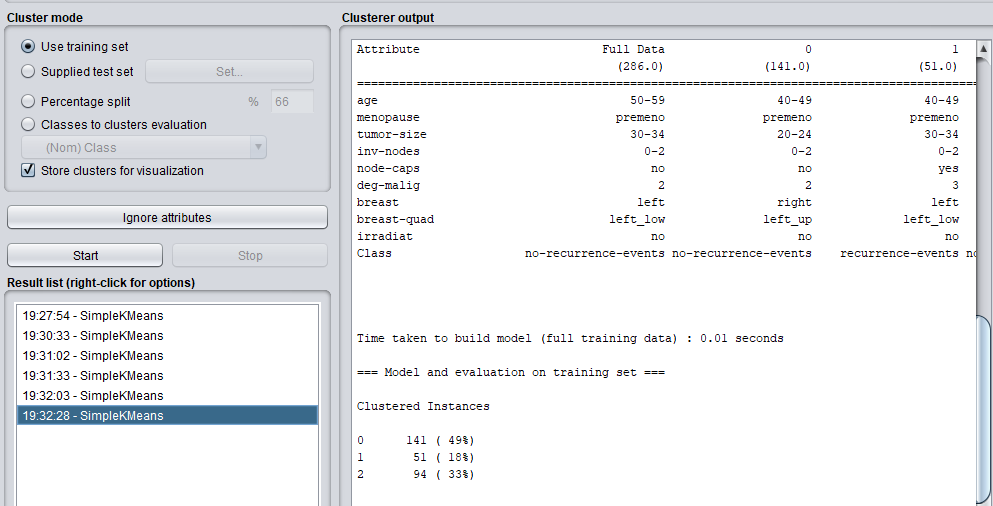 Cluster mode
Use training set
Supplied test set Set...
Percentage split % 66
Classes to clusters evaluation
(Nom) Class
Store clusters for visualization
Ignore attributes
Start Stop
Result list (right-click for options)
19:27:54 - SimpleKMeans
19:30:33 - SimpleKMeans
19:31:02 - SimpleKMeans
19:31:33 - SimpleKMeans
19:32:03 - SimpleKMeans
19:32:28 - SimpleKMeans
Clusterer output
Attribute Full Data 0 1
(286.0) (141.0) (51.0)
================================================================================
age 50-59 40-49 40-49
menopause premeno premeno premeno
tumor-size 30-34 20-24 30-34
inv-nodes 0-2 0-2 0-2
node-caps no no yes
deg-malig 2 2 3
breast left right left
breast-quad left_low left_up left_low
irradiat no no no
Class no-recurrence-events no-recurrence-events recurrence-events no
Time taken to build model (full training data) : 0.01 seconds
=== Model and evaluation on training set ===
Clustered Instances
0 141 ( 49%)
1 51 ( 18%)
2 94 ( 33%)